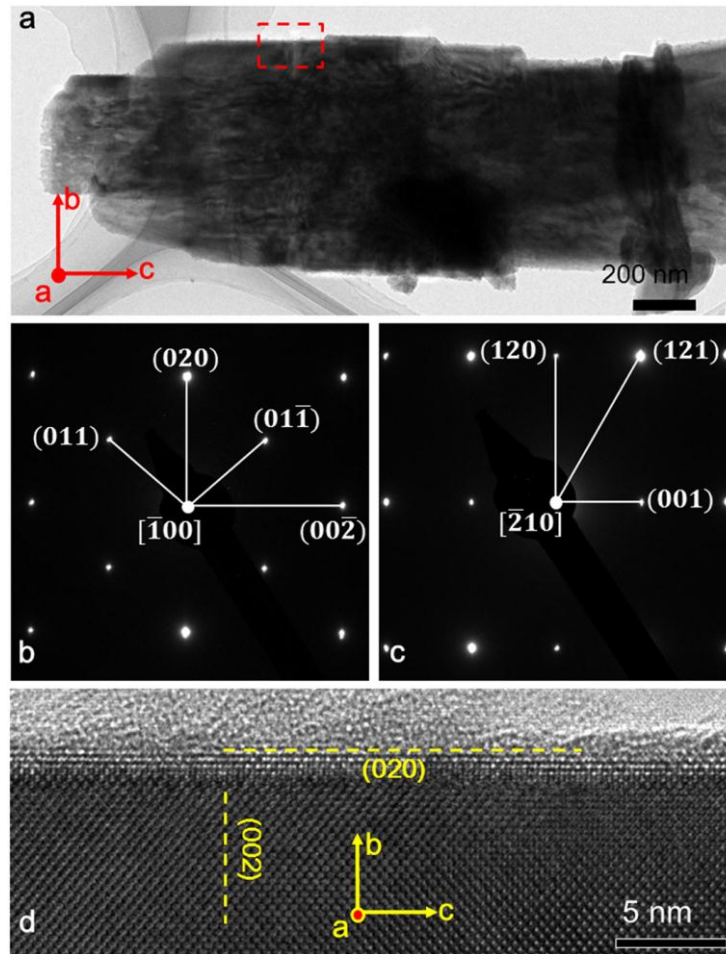 a
b
c
a
200 nm
(020)
(011) (011̅)
[1̅00] (002̅)
b
(120) (121)
(001)
[2̅10]
c
(020)
(002)
b
a c
d
5 nm